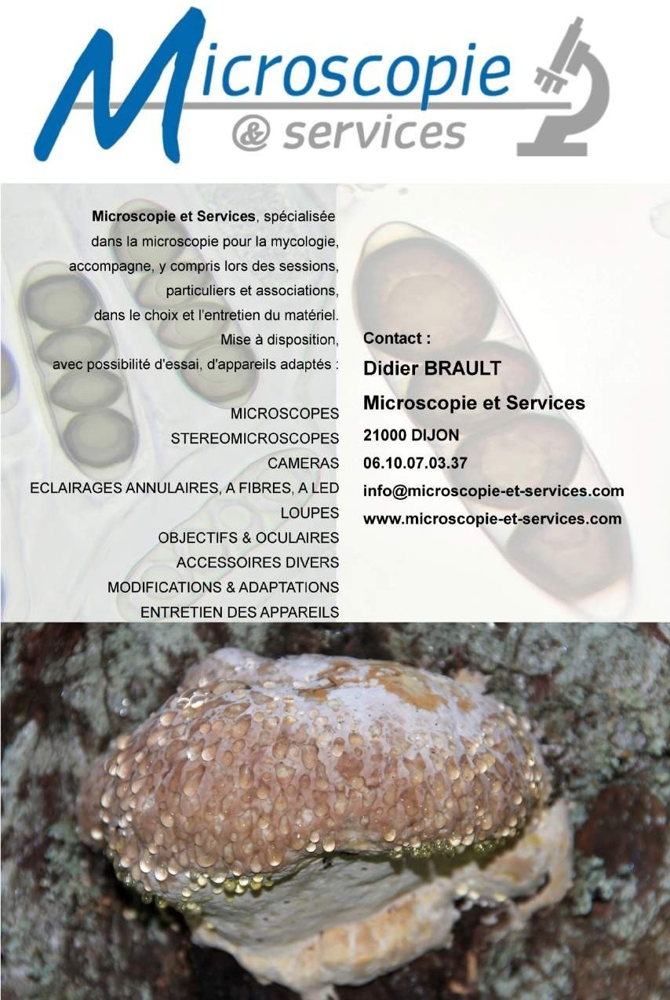 Microscopie
& services
Microscopie et Services, spécialisée
dans la microscopie pour la mycologie,
accompagne, y compris lors des sessions,
particuliers et associations,
dans le choix et l'entretien du matériel.
Mise à disposition,
avec possibilité d'essai, d'appareils adaptés :
MICROSCOPES
STEREOMICROSCOPES
CAMERAS
ECLAIRAGES ANNULAIRES, A FIBRES, A LED
LOUPES
OBJECTIFS & OCULAIRES
ACCESSOIRES DIVERS
MODIFICATIONS & ADAPTATIONS
ENTRETIEN DES APPAREILS
Contact :
Didier BRAULT
Microscopie et Services
21000 DIJON
06.10.07.03.37
info@microscopie-et-services.com
www.microscopie-et-services.com